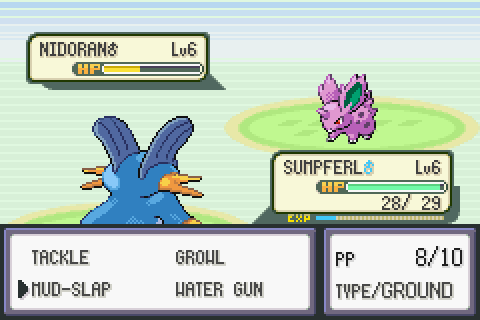 NIDORAN♂ Lv6
HP
SUMPFERL♂ Lv6
HP
28/ 29
EXP
TACKLE GROWL
MUD-SLAP WATER GUN
PP 8/10
TYPE/GROUND